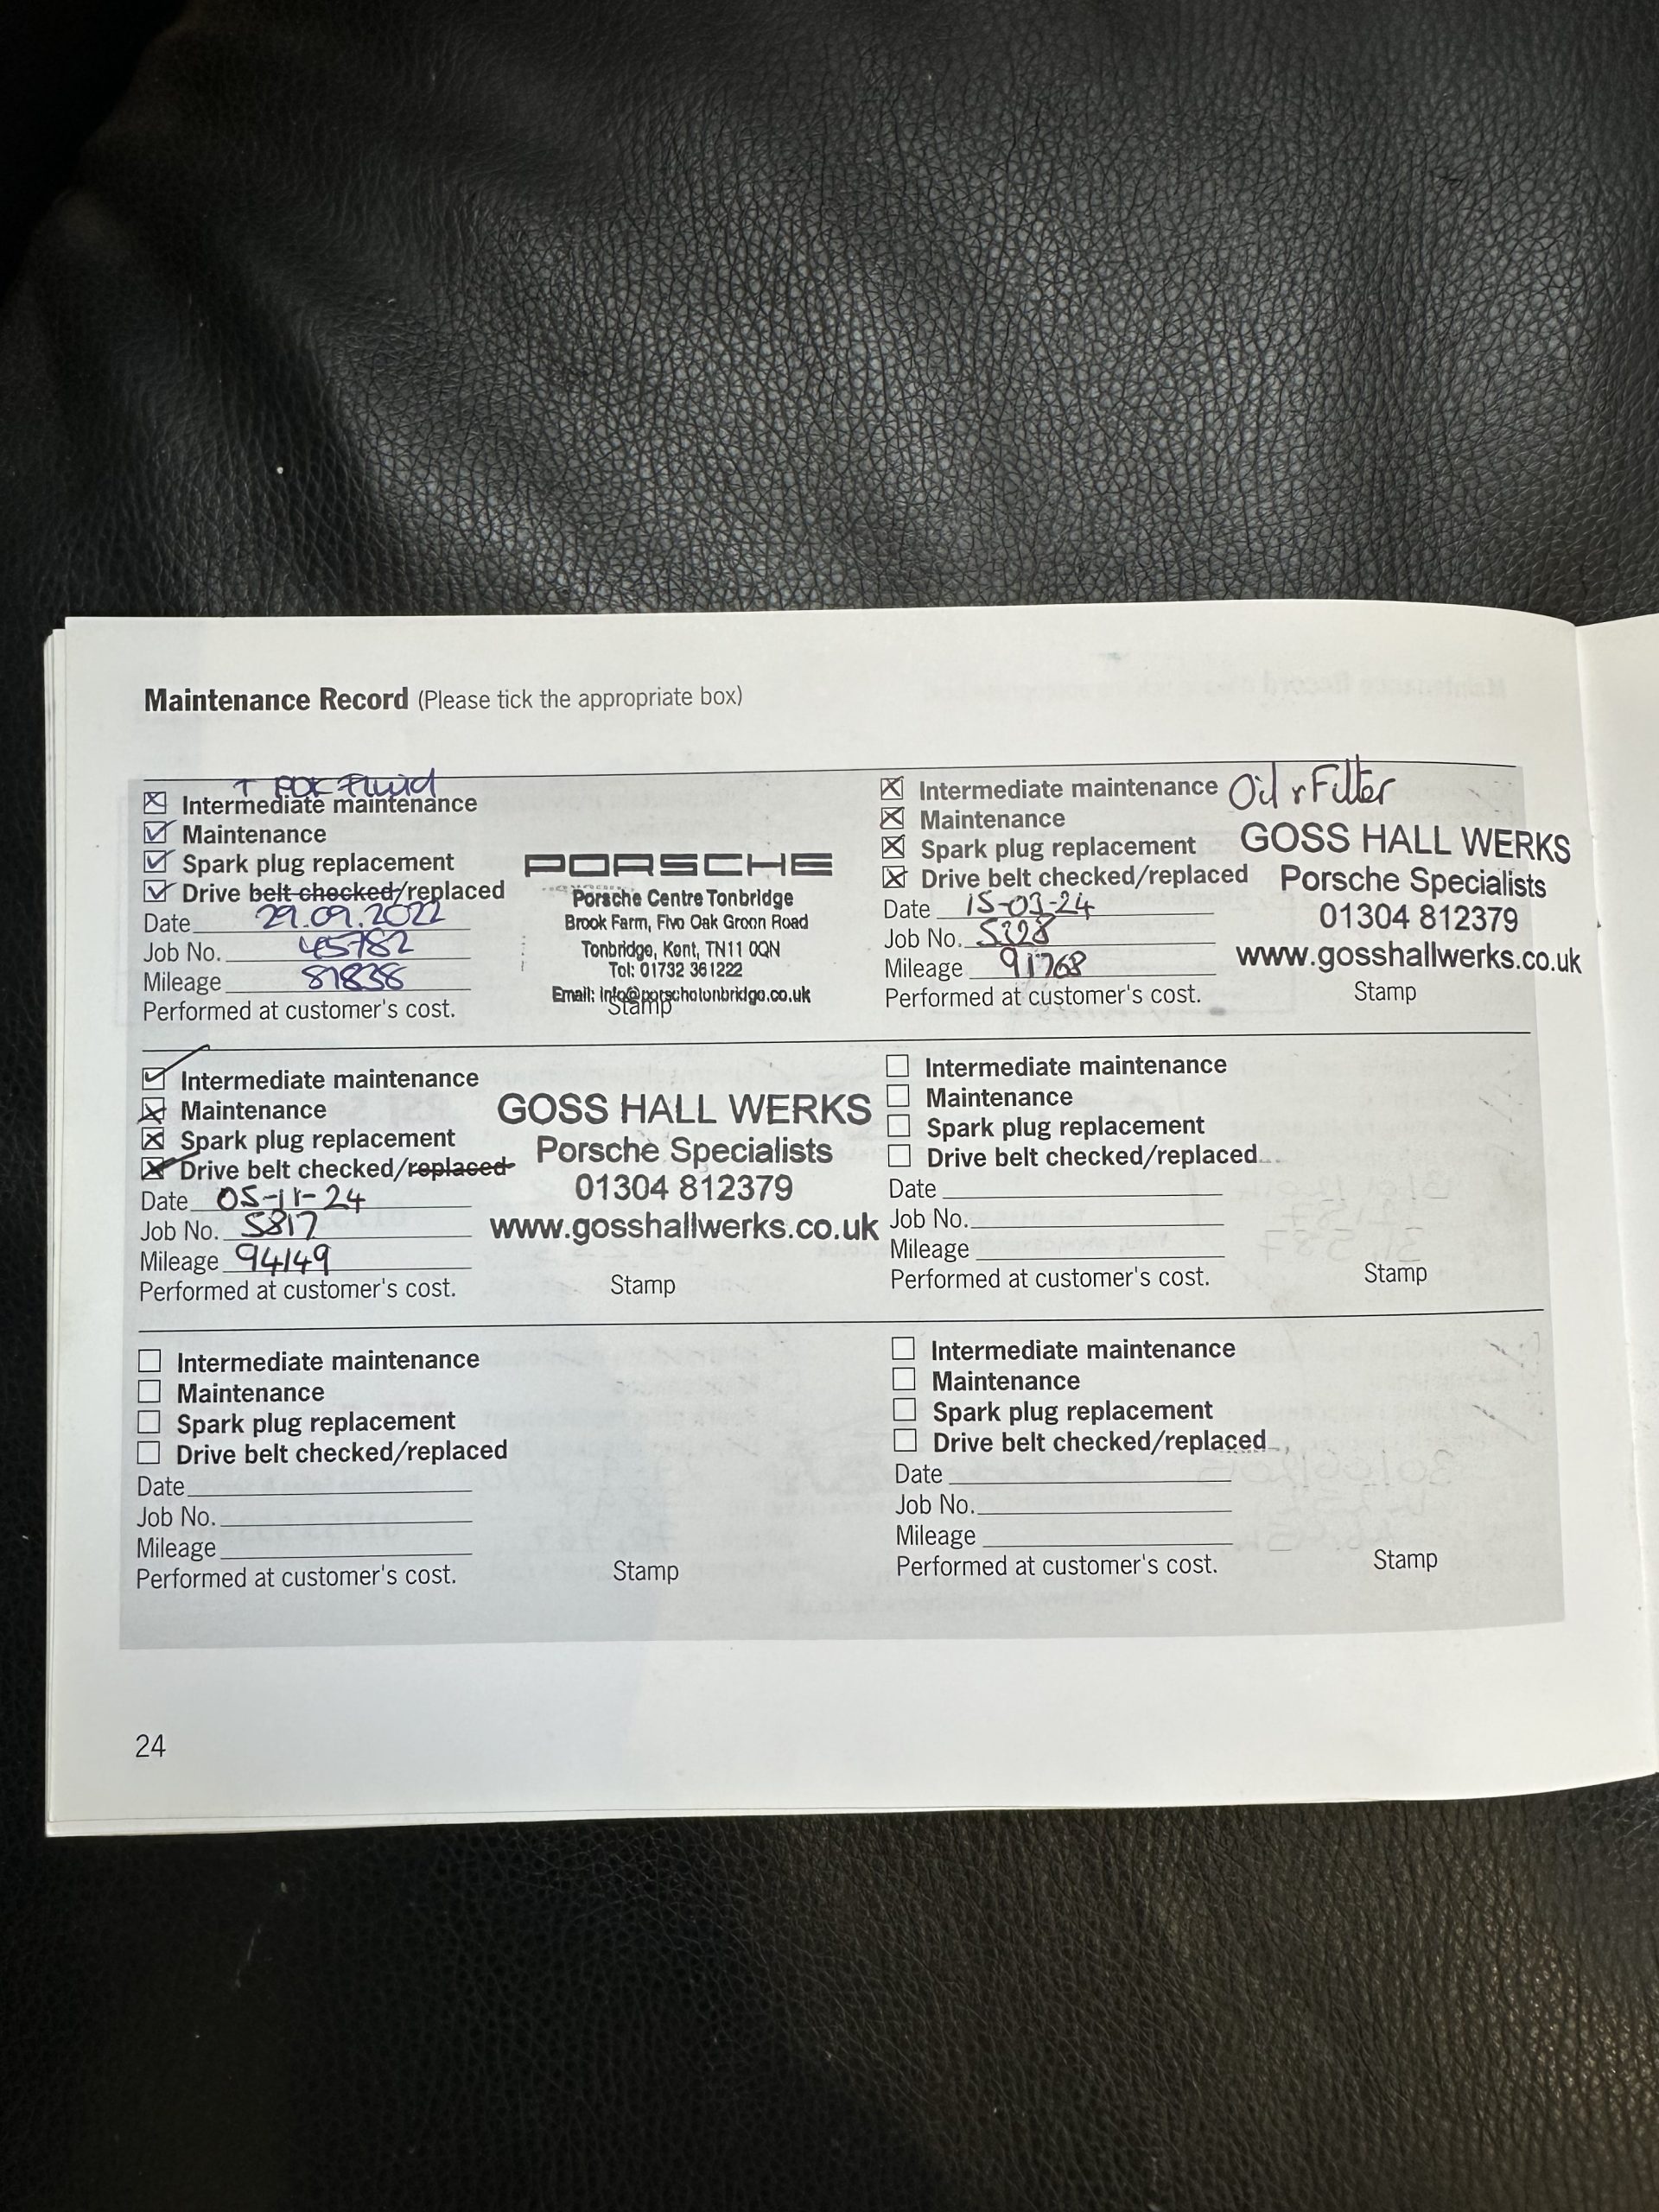 Maintenance Record (Please tick the appropriate box)
+ PDK Fluid
Intermediate maintenance
Maintenance
Spark plug replacement
Drive belt checked/replaced
Date 29.09.2022
Job No. 45782
Mileage 81838
Performed at customer's cost.
PORSCHE
Porsche Centre Tonbridge
Brook Farm, Five Oak Green Road
Tonbridge, Kent, TN11 0QN
Tel: 01732 361222
Email: info@porschetonbridge.co.uk
Stamp
Intermediate maintenance Oil + Filter
Maintenance
Spark plug replacement
Drive belt checked/replaced
Date 15-03-24
Job No. 5328
Mileage 91768
Performed at customer's cost.
GOSS HALL WERKS
Porsche Specialists
01304 812379
www.gosshallwerks.co.uk
Stamp
Intermediate maintenance
Maintenance
Spark plug replacement
Drive belt checked/replaced
Date 05-11-24
Job No. 5817
Mileage 94149
Performed at customer's cost.
GOSS HALL WERKS
Porsche Specialists
01304 812379
www.gosshallwerks.co.uk
Stamp
Intermediate maintenance
Maintenance
Spark plug replacement
Drive belt checked/replaced
Date
Job No.
Mileage
Performed at customer's cost.
Stamp
Intermediate maintenance
Maintenance
Spark plug replacement
Drive belt checked/replaced
Date
Job No.
Mileage
Performed at customer's cost.
Stamp
Intermediate maintenance
Maintenance
Spark plug replacement
Drive belt checked/replaced
Date
Job No.
Mileage
Performed at customer's cost.
Stamp
24